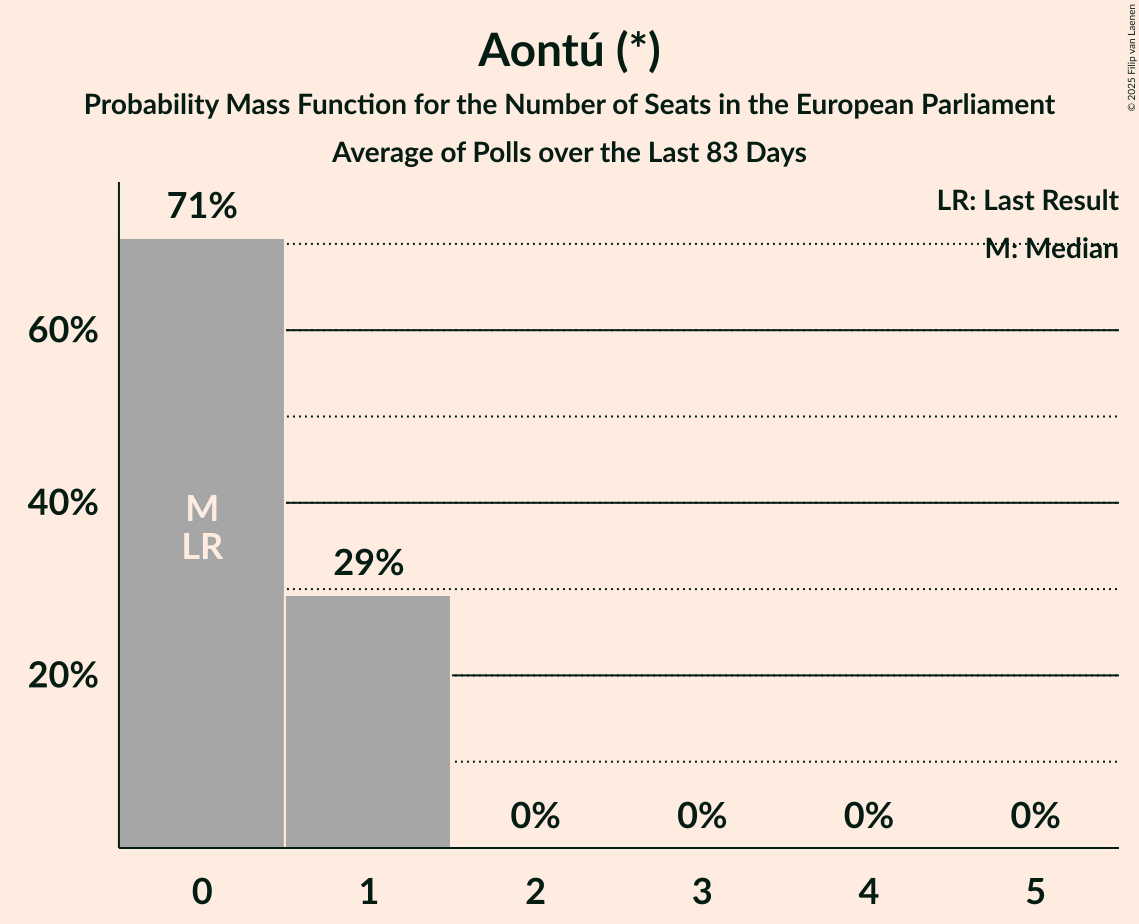 Aontú (*)
Probability Mass Function for the Number of Seats in the European Parliament
Average of Polls over the Last 83 Days
© 2025 Filip van Laenen
LR: Last Result
M: Median
71%
60%
40%
20%
M
LR
29%
0%
0%
0%
0%
0
1
2
3
4
5